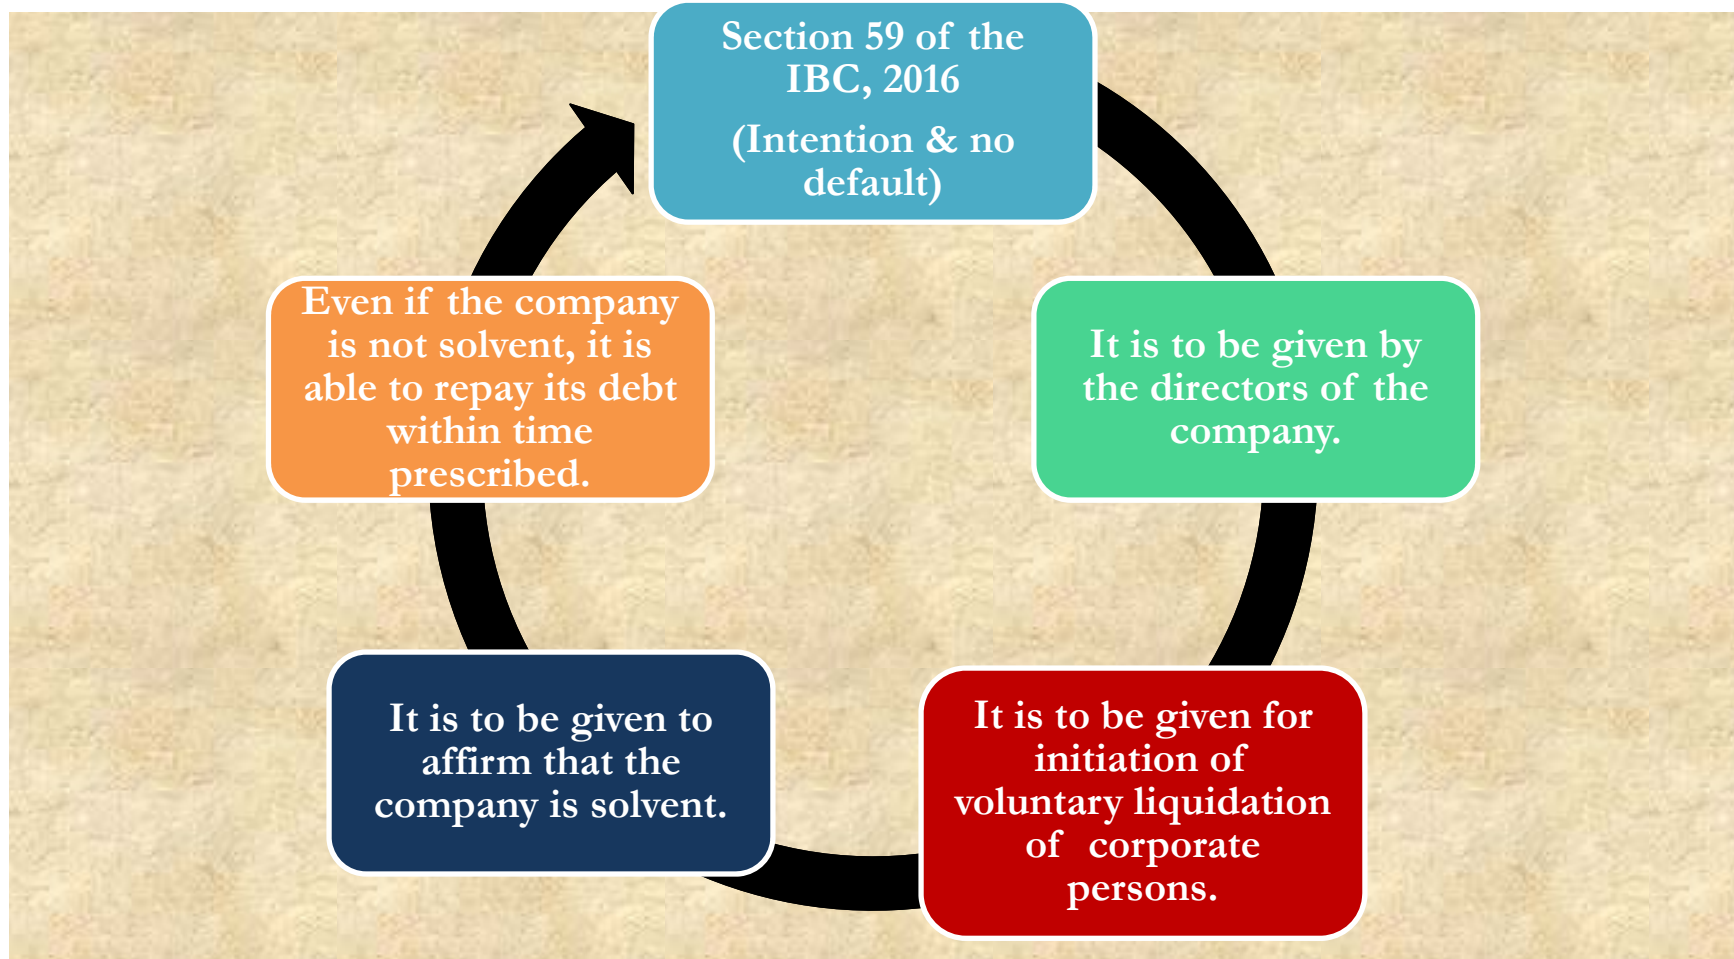 Section 59 of the
IBC, 2016
(Intention & no
default)
It is to be given by
the directors of the
company.
It is to be given for
initiation of
voluntary liquidation
of corporate
persons.
It is to be given to
affirm that the
company is solvent.
Even if the company
is not solvent, it is
able to repay its debt
within time
prescribed.